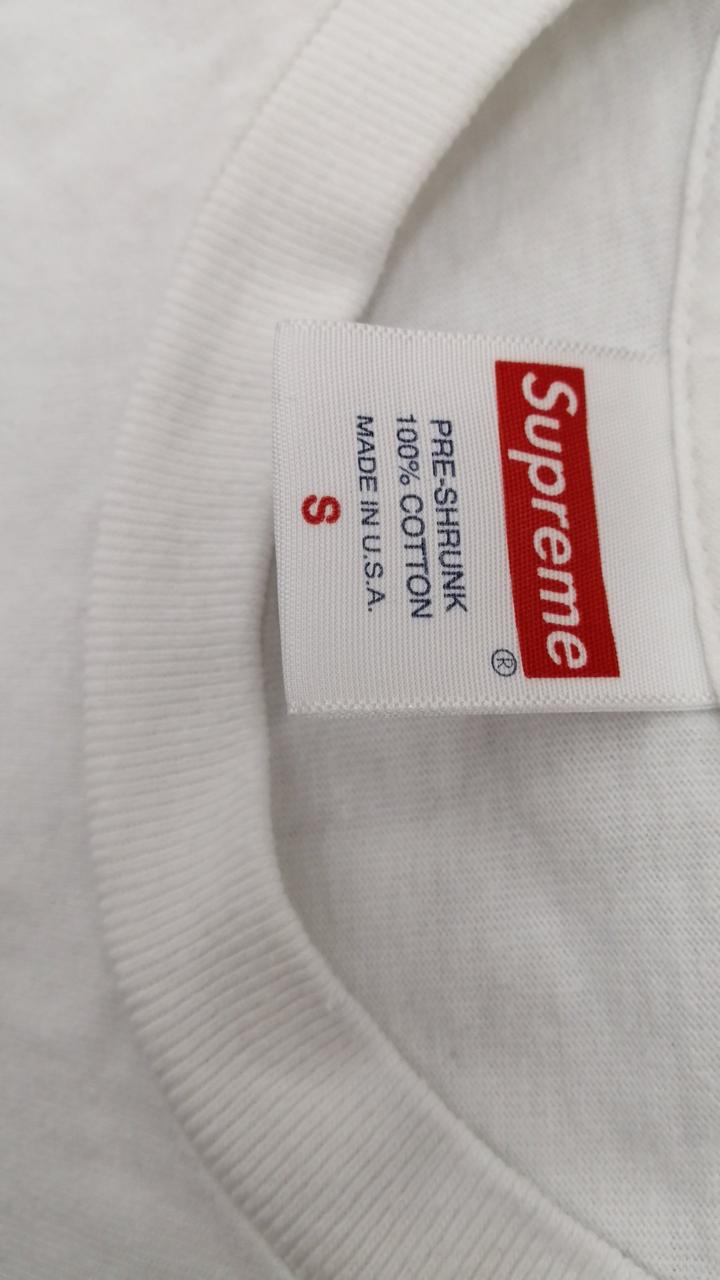 Supreme
®
PRE-SHRUNK
100% COTTON
MADE IN U.S.A.
S